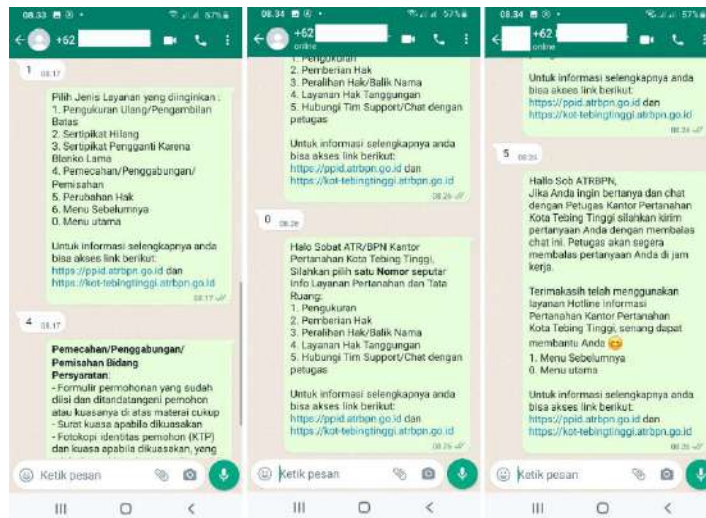 08.33
57%
+62
1 08.17
Pilih Jenis Layanan yang diinginkan :
1. Pengukuran Ulang/Pengambilan
Batas
2. Sertipikat Hilang
3. Sertipikat Pengganti Karena
Blanko Lama
4. Pemecahan/Penggabungan/
Pemisahan
5. Perubahan Hak
6. Menu Sebelumnya
0. Menu utama
Untuk informasi selengkapnya anda
bisa akses link berikut:
https://ppid.atrbpn.go.id dan
https://kot-tebingtinggi.atrbpn.go.id
08.17
4 08.17
Pemecahan/Penggabungan/
Pemisahan Bidang
Persyaratan:
- Formulir permohonan yang sudah
diisi dan ditandatangani pemohon
atau kuasanya di atas materai cukup
- Surat kuasa apabila dikuasakan
- Fotokopi identitas pemohon (KTP)
dan kuasa apabila dikuasakan, yang
Ketik pesan
08.34
57%
+62
online
1. Pengukuran
2. Pemberian Hak
3. Peralihan Hak/Balik Nama
4. Layanan Hak Tanggungan
5. Hubungi Tim Support/Chat dengan
petugas
Untuk informasi selengkapnya anda
bisa akses link berikut:
https://ppid.atrbpn.go.id dan
https://kot-tebingtinggi.atrbpn.go.id
08.26
0 08.26
Halo Sobat ATR/BPN Kantor
Pertanahan Kota Tebing Tinggi,
Silahkan pilih satu Nomor seputar
info Layanan Pertanahan dan Tata
Ruang:
1. Pengukuran
2. Pemberian Hak
3. Peralihan Hak/Balik Nama
4. Layanan Hak Tanggungan
5. Hubungi Tim Support/Chat dengan
petugas
Untuk informasi selengkapnya anda
bisa akses link berikut:
https://ppid.atrbpn.go.id dan
https://kot-tebingtinggi.atrbpn.go.id
08.26
Ketik pesan
08.34
57%
+62
online
Untuk informasi selengkapnya anda
bisa akses link berikut:
https://ppid.atrbpn.go.id dan
https://kot-tebingtinggi.atrbpn.go.id
08.26
5 08.26
Hallo Sob ATRBPN,
Jika Anda ingin bertanya dan chat
dengan Petugas Kantor Pertanahan
Kota Tebing Tinggi silahkan kirim
pertanyaan Anda dengan membalas
chat ini. Petugas akan segera
membalas pertanyaan Anda di jam
kerja.
Terimakasih telah menggunakan
layanan Hotline Informasi
Pertanahan Kantor Pertanahan
Kota Tebing Tinggi, senang dapat
membantu Anda 😊
1. Menu Sebelumnya
0. Menu utama
Untuk informasi selengkapnya anda
bisa akses link berikut:
https://ppid.atrbpn.go.id dan
https://kot-tebingtinggi.atrbpn.go.id
08.26
Ketik pesan